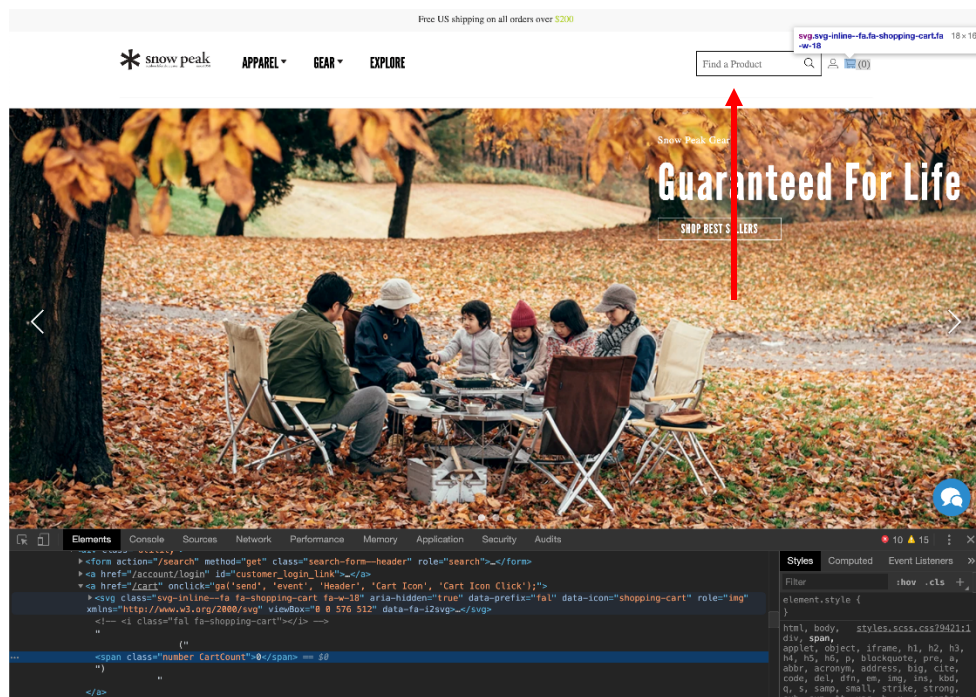 Free US shipping on all orders over $200
svg.svg-inline--fa.fa-shopping-cart.fa 18×16
-w-18
snow peak
APPAREL
GEAR
EXPLORE
Find a Product
(0)
Snow Peak Gear
Guaranteed For Life
SHOP BEST SELLERS
Elements Console Sources Network Performance Memory Application Security Audits
10 15
<form action="/search" method="get" class="search-form--header" role="search">…</form>
<a href="/account/login" id="customer_login_link">…</a>
<a href="/cart" onclick="ga('send', 'event', 'Header', 'Cart Icon', 'Cart Icon Click');">
<svg class="svg-inline--fa fa-shopping-cart fa-w-18" aria-hidden="true" data-prefix="fal" data-icon="shopping-cart" role="img"
xmlns="http://www.w3.org/2000/svg" viewBox="0 0 576 512" data-fa-i2svg>…</svg>
<!-- <i class="fal fa-shopping-cart"></i> -->
"
("
<span class="number CartCount">0</span> == $0
")
"
</a>
Styles Computed Event Listeners »
Filter :hov .cls +
element.style {
}
html, body, styles.scss.css?9421:1
div, span,
applet, object, iframe, h1, h2, h3,
h4, h5, h6, p, blockquote, pre, a,
abbr, acronym, address, big, cite,
code, del, dfn, em, img, ins, kbd,
q, s, samp, small, strike, strong,